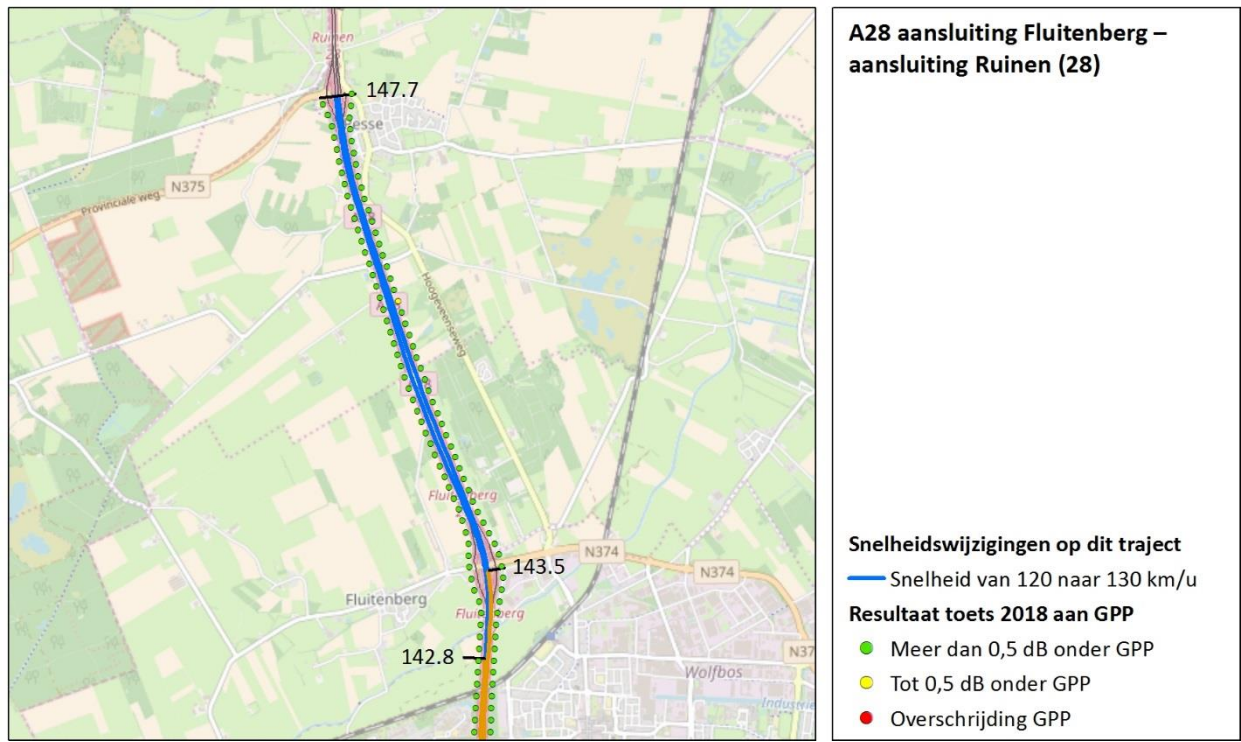 Ruinen
28
147.7
N375
Provinciale weg
Hoogeveenseweg
Fluitenberg
N374
143.5
N374
Fluitenberg
Fluitenberg
142.8
Wolfbos
N37
Industrie
A28 aansluiting Fluitenberg –
aansluiting Ruinen (28)
Snelheidswijzigingen op dit traject
Snelheid van 120 naar 130 km/u
Resultaat toets 2018 aan GPP
Meer dan 0,5 dB onder GPP
Tot 0,5 dB onder GPP
Overschrijding GPP